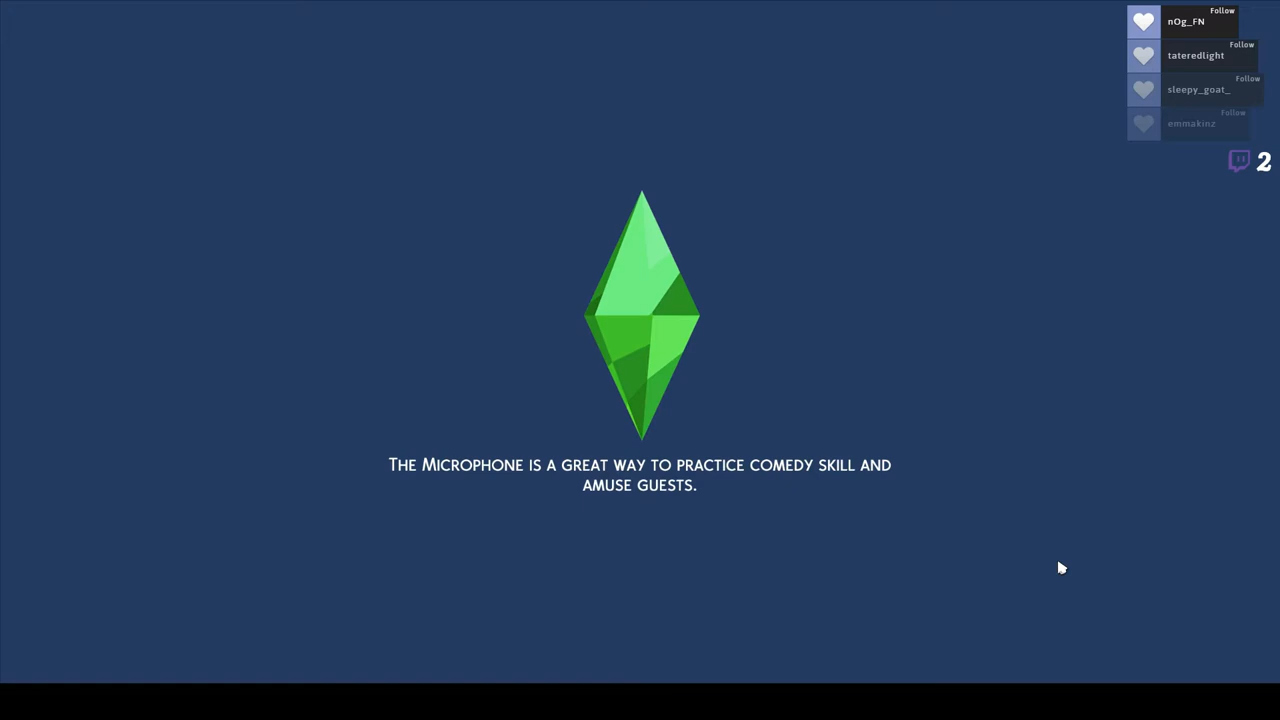 Follow
nOg_FN
Follow
tateredlight
Follow
sleepy_goat_
Follow
emmakinz
2
THE MICROPHONE IS A GREAT WAY TO PRACTICE COMEDY SKILL AND
AMUSE GUESTS.